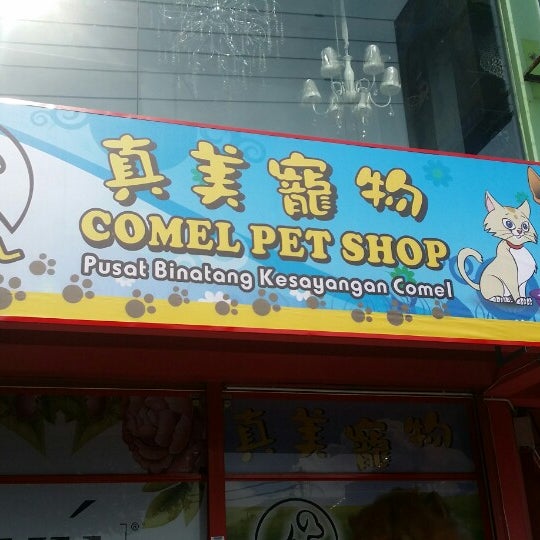 真美寵物
COMEL PET SHOP
Pusat Binatang Kesayangan Comel
真美寵物